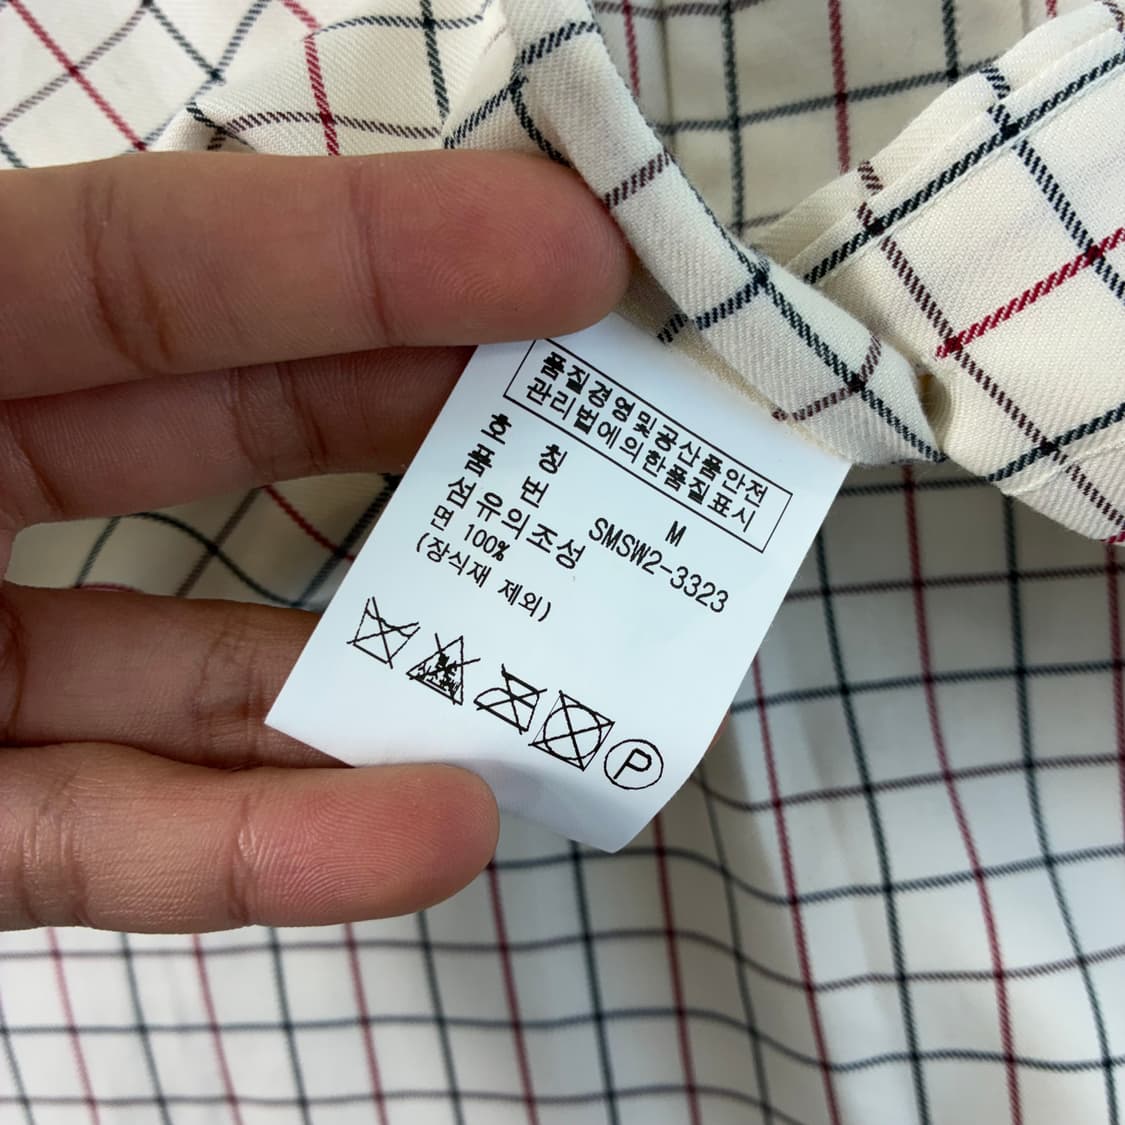 품질경영및공산품안전
관리법에의한품질표시
호 칭 M
품 번 SMSW2-3323
섬유의조성
면 100%
(장식재 제외)
P